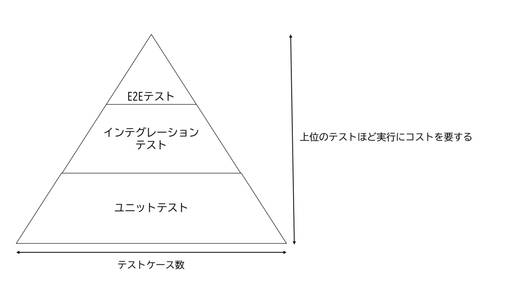 E2Eテスト
インテグレーション
テスト
上位のテストほど実行にコストを要する
ユニットテスト
テストケース数